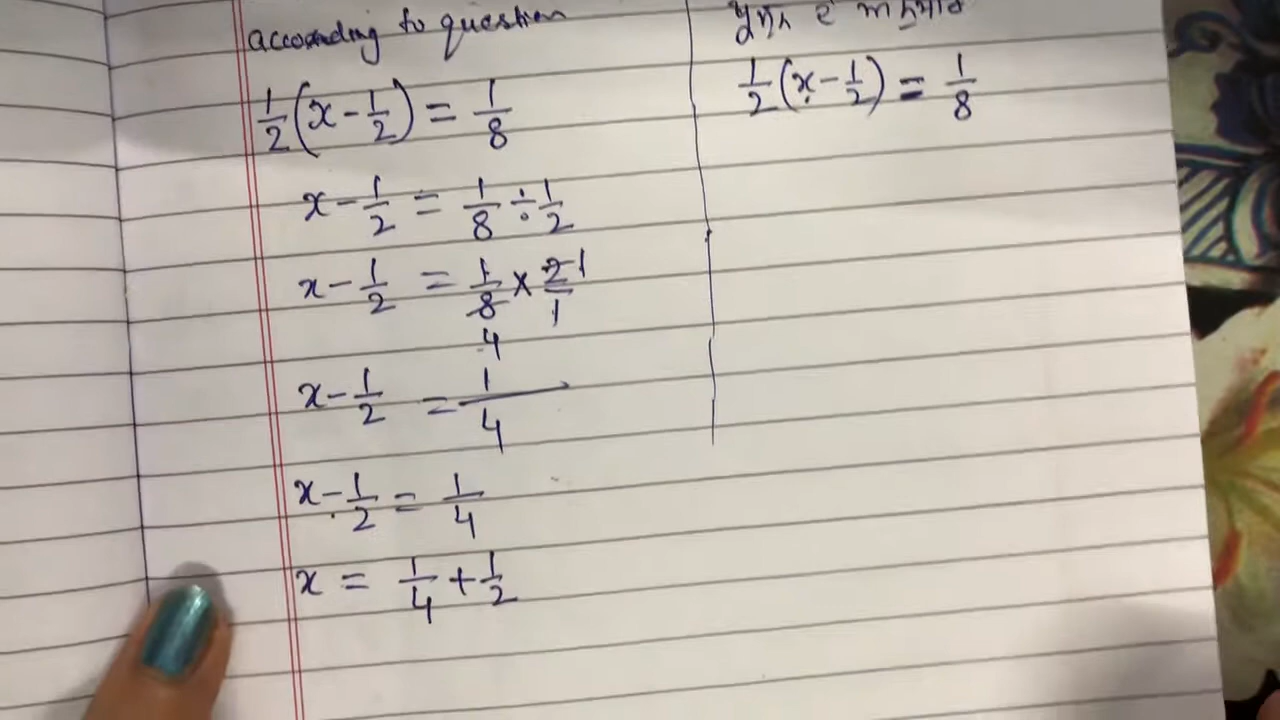 according to question
1/2(x-1/2) = 1/8
x-1/2 = 1/8 ÷ 1/2
x-1/2 = 1/8 × 2/1 1
4
x-1/2 = 1/4
x-1/2 = 1/4
x = 1/4 + 1/2
1/2(x-1/2) = 1/8